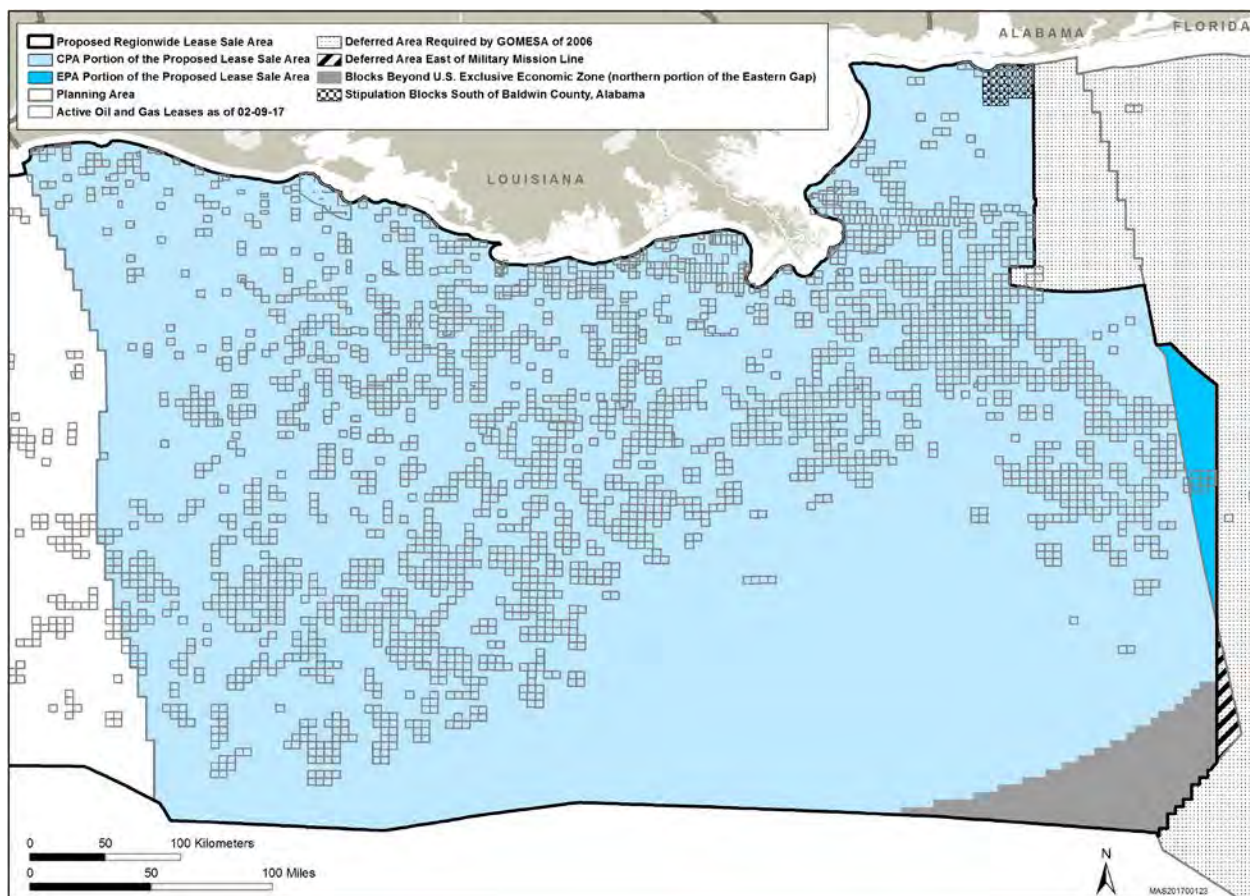 ALABAMA
FLORIDA
Proposed Regionwide Lease Sale Area
CPA Portion of the Proposed Lease Sale Area
EPA Portion of the Proposed Lease Sale Area
Planning Area
Active Oil and Gas Leases as of 02-09-17
Deferred Area Required by GOMESA of 2006
Deferred Area East of Military Mission Line
Blocks Beyond U.S. Exclusive Economic Zone (northern portion of the Eastern Gap)
Stipulation Blocks South of Baldwin County, Alabama
LOUISIANA
0 50 100 Kilometers
0 50 100 Miles
N
MAS201700123